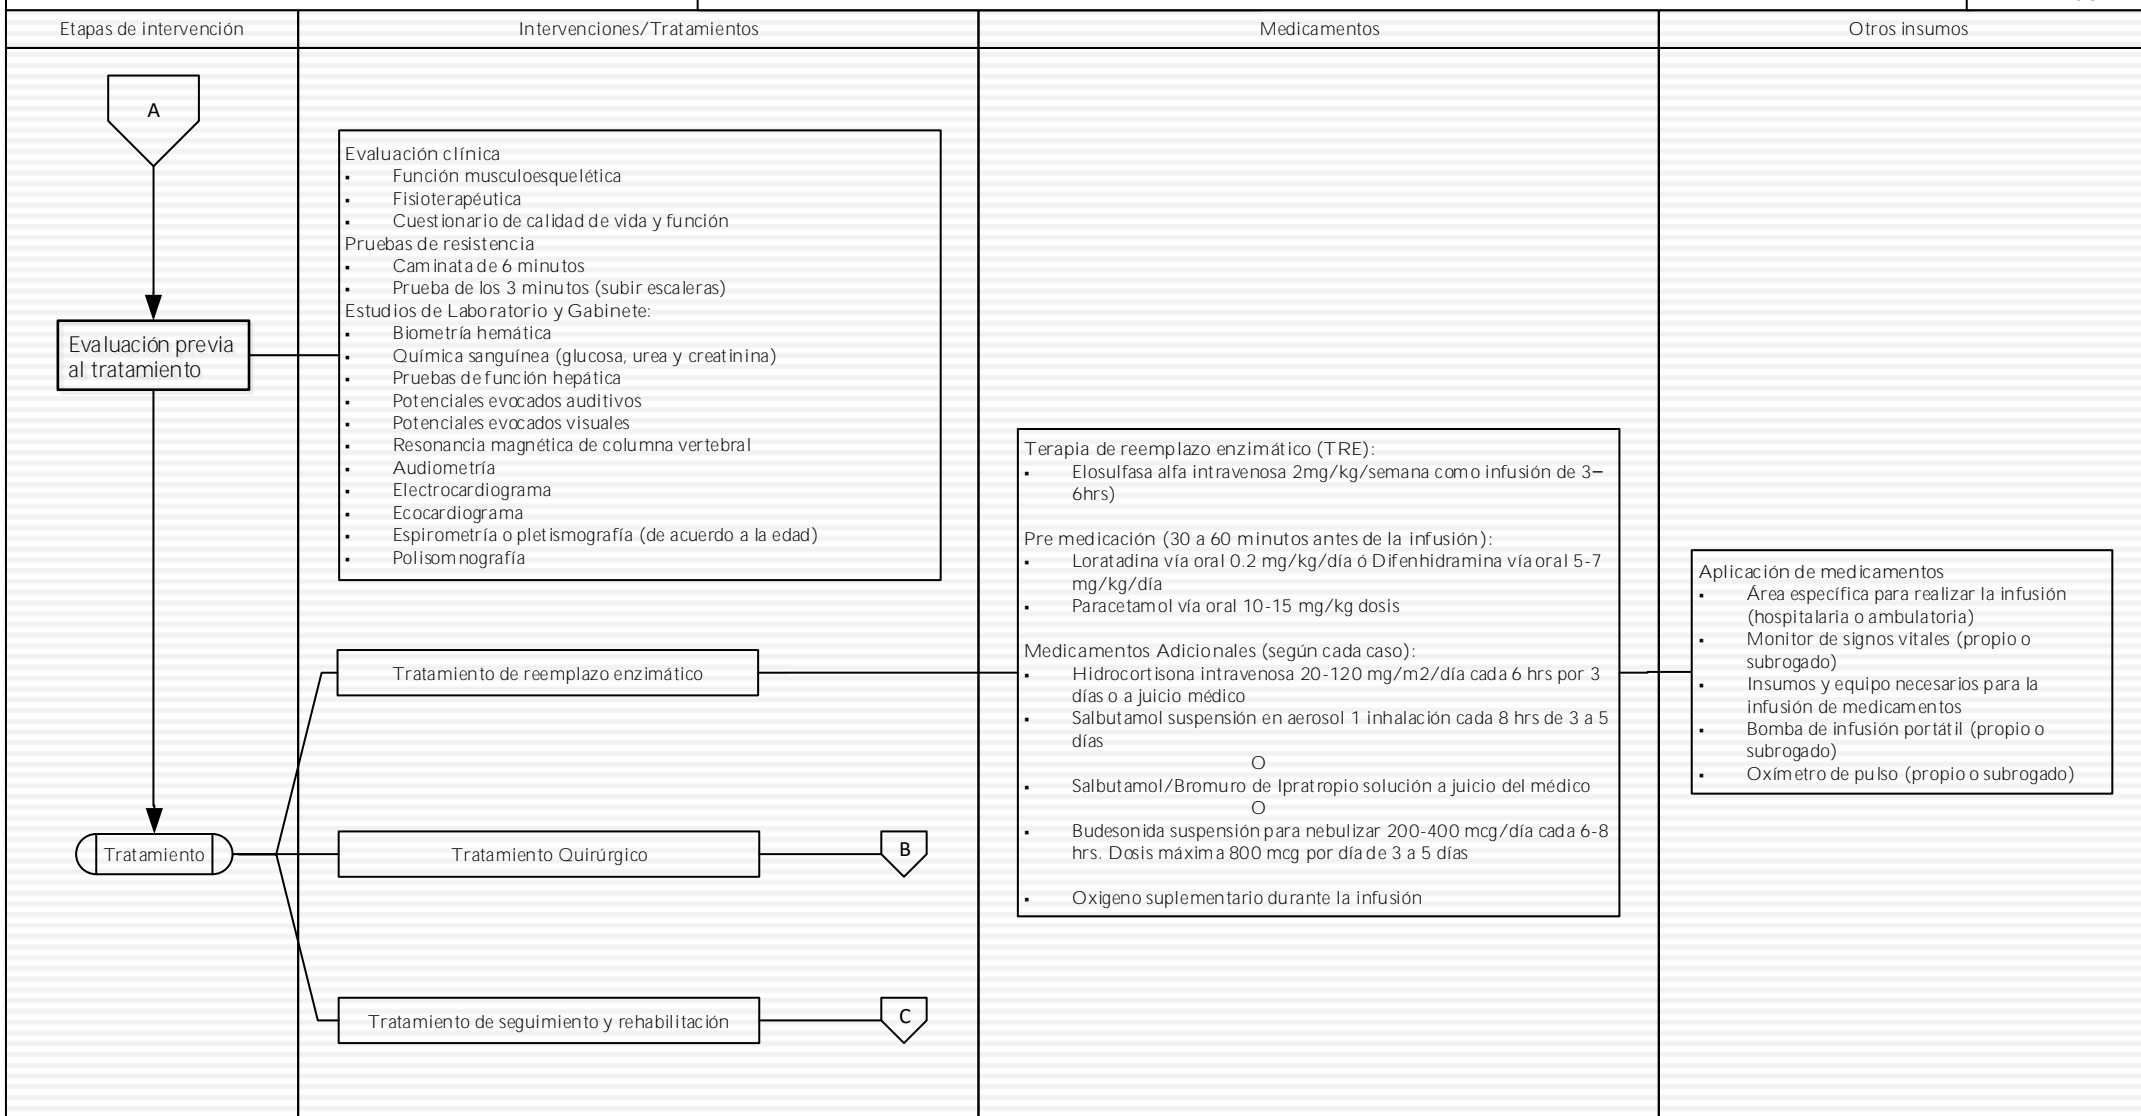 Etapas de intervención
Intervenciones/Tratamientos
Medicamentos
Otros insumos
A
Evaluación previa
al tratamiento
Evaluación clínica
▪ Función musculoesquelética
▪ Fisioterapéutica
▪ Cuestionario de calidad de vida y función
Pruebas de resistencia
▪ Caminata de 6 minutos
▪ Prueba de los 3 minutos (subir escaleras)
Estudios de Laboratorio y Gabinete:
▪ Biometría hemática
▪ Química sanguínea (glucosa, urea y creatinina)
▪ Pruebas de función hepática
▪ Potenciales evocados auditivos
▪ Potenciales evocados visuales
▪ Resonancia magnética de columna vertebral
▪ Audiometría
▪ Electrocardiograma
▪ Ecocardiograma
▪ Espirometría o pletismografía (de acuerdo a la edad)
▪ Polisomnografía
Tratamiento
Tratamiento de reemplazo enzimático
Terapia de reemplazo enzimático (TRE):
▪ Elosulfasa alfa intravenosa 2mg/kg/semana como infusión de 3–
6hrs)
Pre medicación (30 a 60 minutos antes de la infusión):
▪ Loratadina vía oral 0.2 mg/kg/día ó Difenhidramina vía oral 5-7
mg/kg/día
▪ Paracetamol vía oral 10-15 mg/kg dosis
Medicamentos Adicionales (según cada caso):
▪ Hidrocortisona intravenosa 20-120 mg/m2/día cada 6 hrs por 3
días o a juicio médico
▪ Salbutamol suspensión en aerosol 1 inhalación cada 8 hrs de 3 a 5
días
O
▪ Salbutamol/Bromuro de Ipratropio solución a juicio del médico
O
▪ Budesonida suspensión para nebulizar 200-400 mcg/día cada 6-8
hrs. Dosis máxima 800 mcg por día de 3 a 5 días
▪ Oxigeno suplementario durante la infusión
Aplicación de medicamentos
▪ Área específica para realizar la infusión
(hospitalaria o ambulatoria)
▪ Monitor de signos vitales (propio o
subrogado)
▪ Insumos y equipo necesarios para la
infusión de medicamentos
▪ Bomba de infusión portátil (propio o
subrogado)
▪ Oxímetro de pulso (propio o subrogado)
Tratamiento Quirúrgico
B
Tratamiento de seguimiento y rehabilitación
C